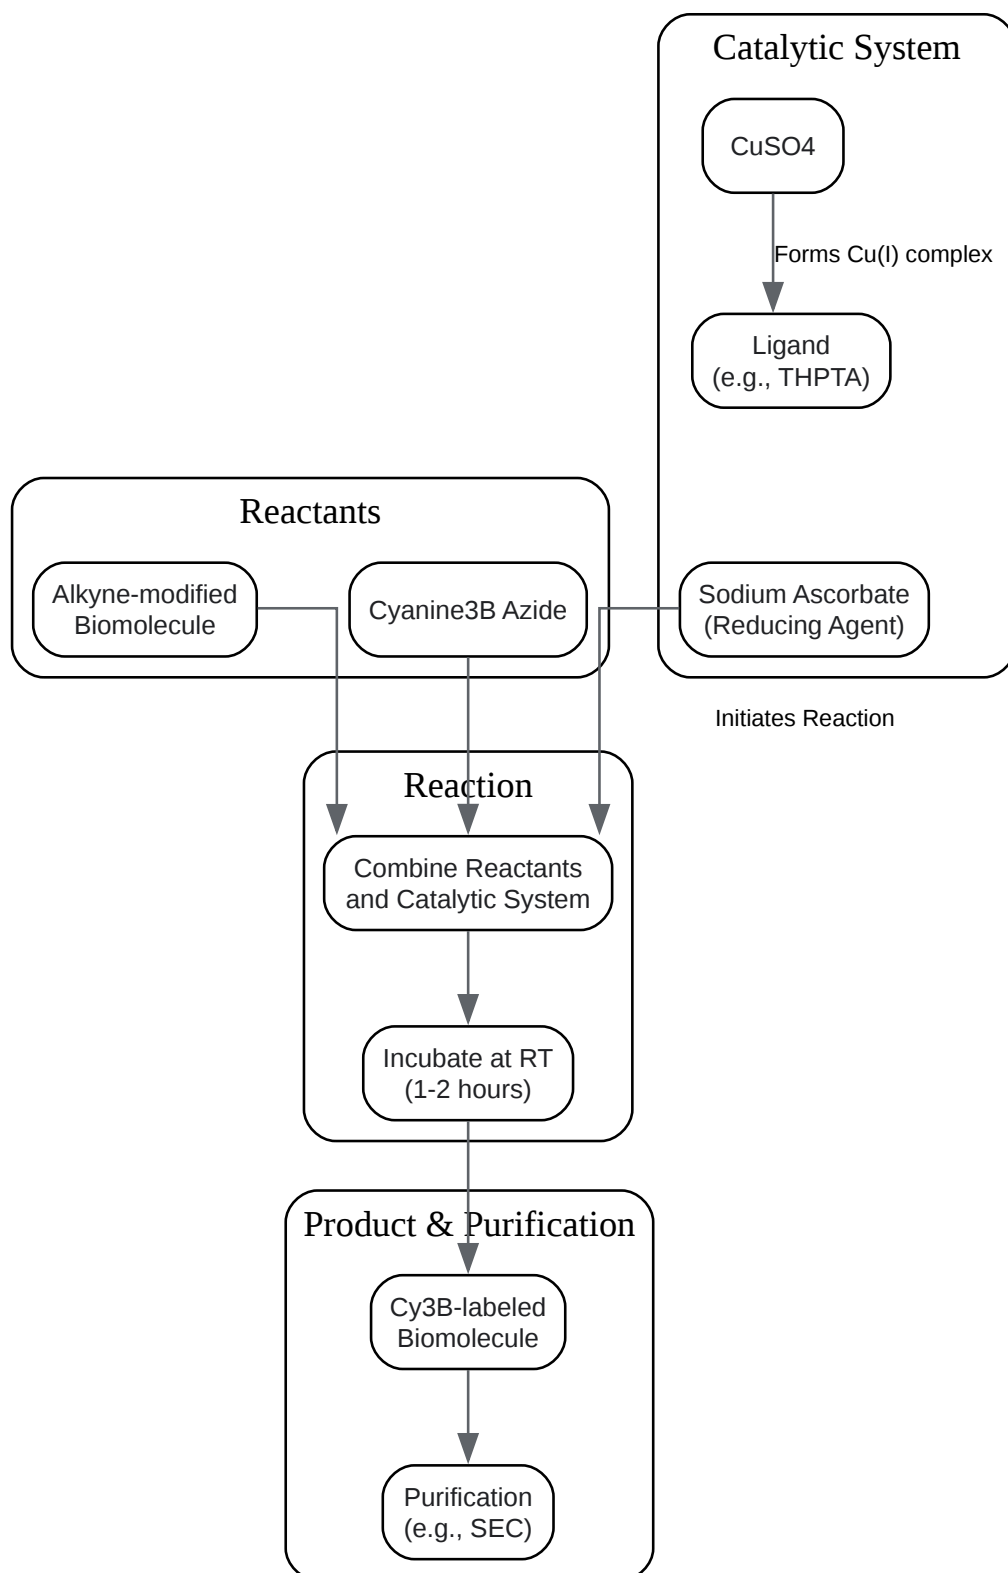 Catalytic System
CuSO4
Forms Cu(I) complex
Ligand
(e.g., THPTA)
Reactants
Alkyne-modified
Biomolecule
Cyanine3B Azide
Sodium Ascorbate
(Reducing Agent)
Initiates Reaction
Reaction
Combine Reactants
and Catalytic System
Incubate at RT
(1-2 hours)
Product & Purification
Cy3B-labeled
Biomolecule
Purification
(e.g., SEC)